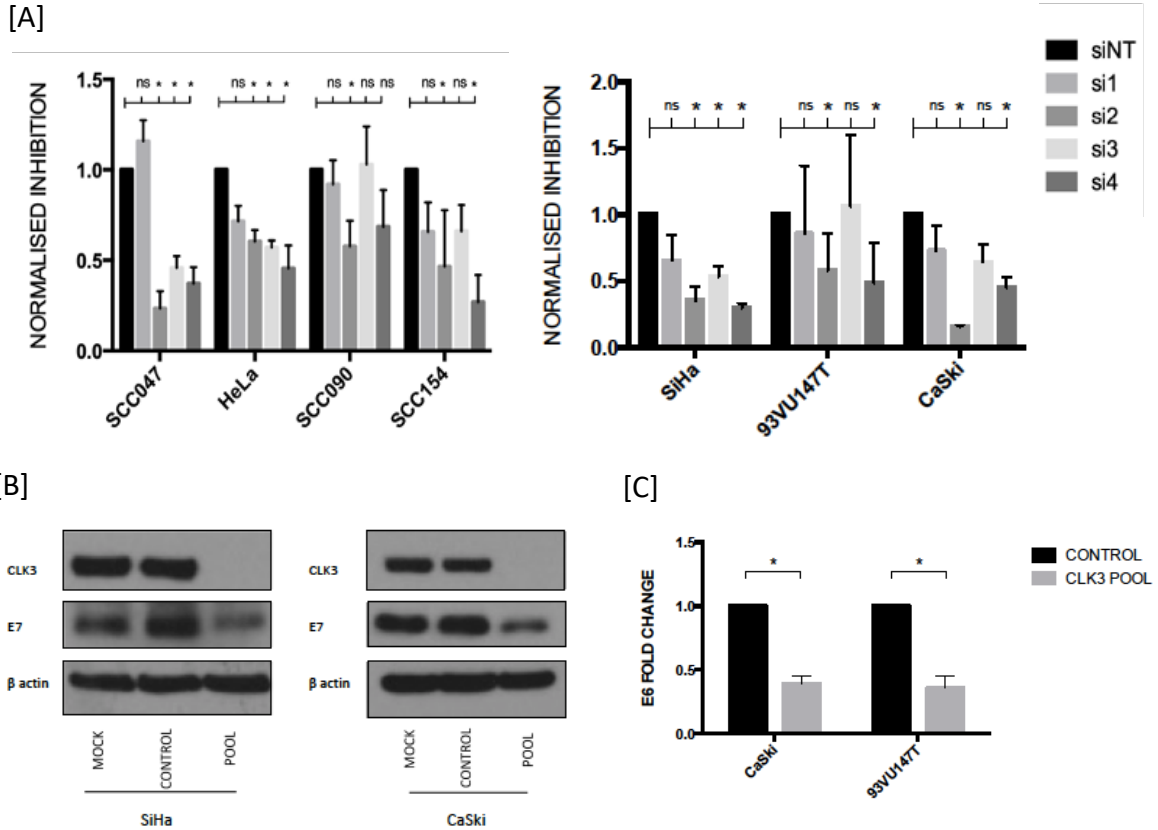 [A]
NORMALISED INHIBITION
1.5
1.0
0.5
0.0
ns * * *
ns * * *
ns * ns ns
ns * ns *
SCC047
HeLa
SCC090
SCC154
NORMALISED INHIBITION
2.0
1.5
1.0
0.5
0.0
ns * * *
ns * ns *
ns * ns *
SiHa
93VU147T
CaSki
siNT
si1
si2
si3
si4
[B]
CLK3
E7
β actin
MOCK
CONTROL
POOL
SiHa
CLK3
E7
β actin
MOCK
CONTROL
POOL
CaSki
[C]
E6 FOLD CHANGE
1.5
1.0
0.5
0.0
*
*
CaSki
93VU147T
CONTROL
CLK3 POOL